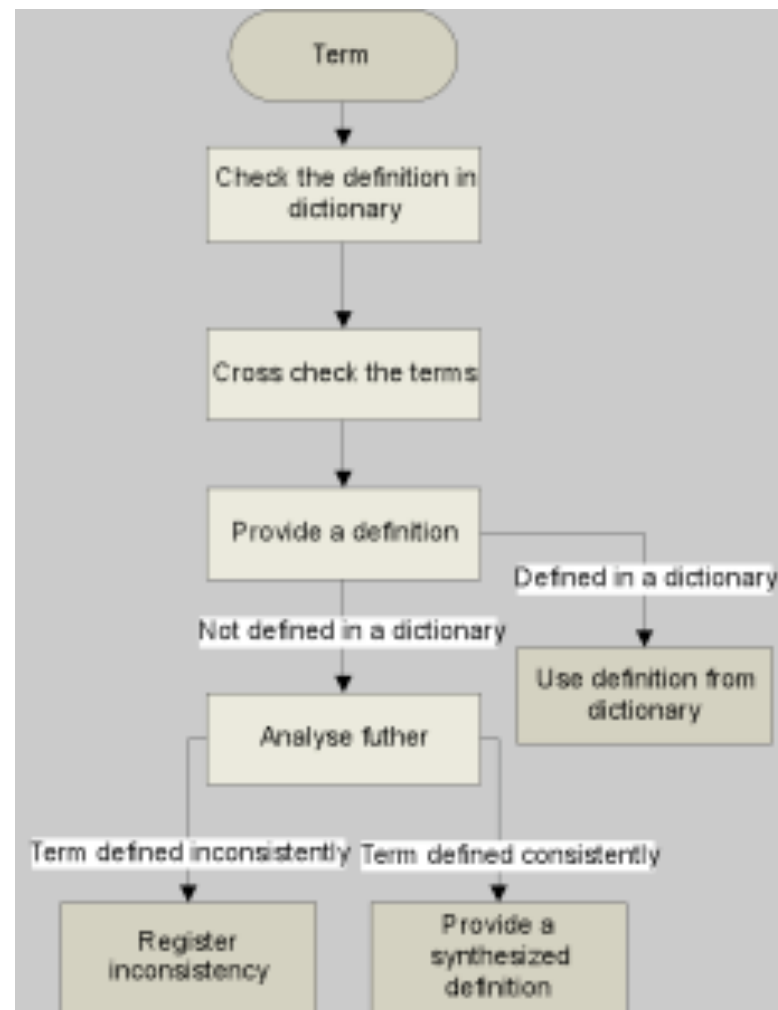 Term
Check the definition in
dictionary
Cross check the terms
Provide a definition
Defined in a dictionary
Not defined in a dictionary
Use definition from
dictionary
Analyse futher
Term defined inconsistently
Term defined consistently
Register
inconsistency
Provide a
synthesized
definition